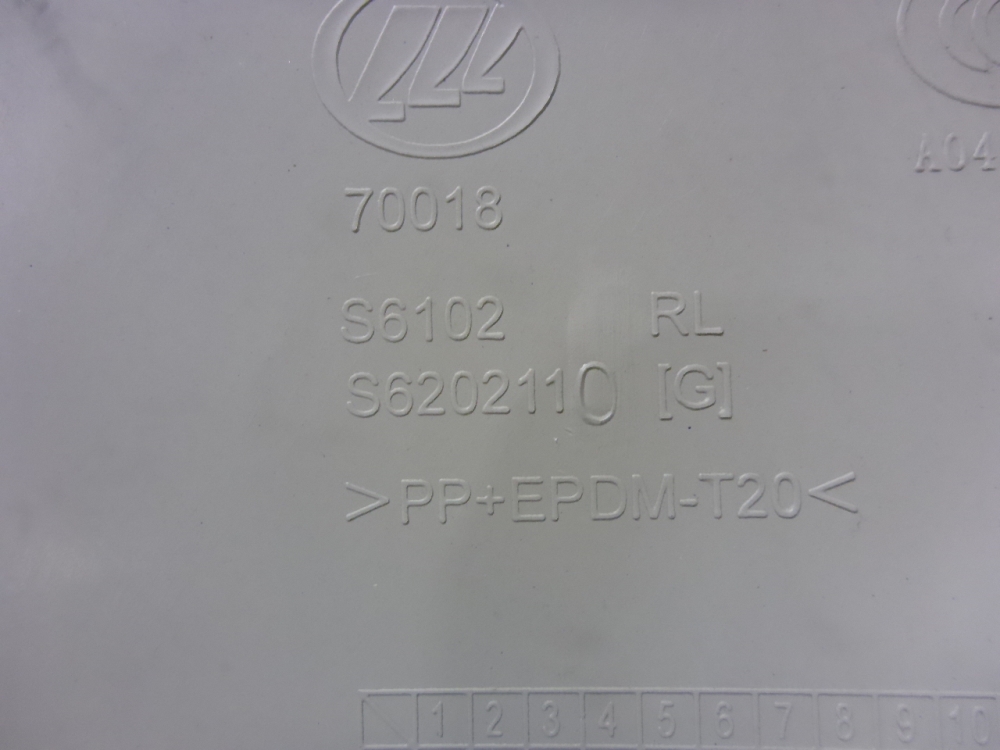 A04
70018
S6102 RL
S6202110 [G]
>PP+EPDM-T20<
1 2 3 4 5 6 7 8 9 10